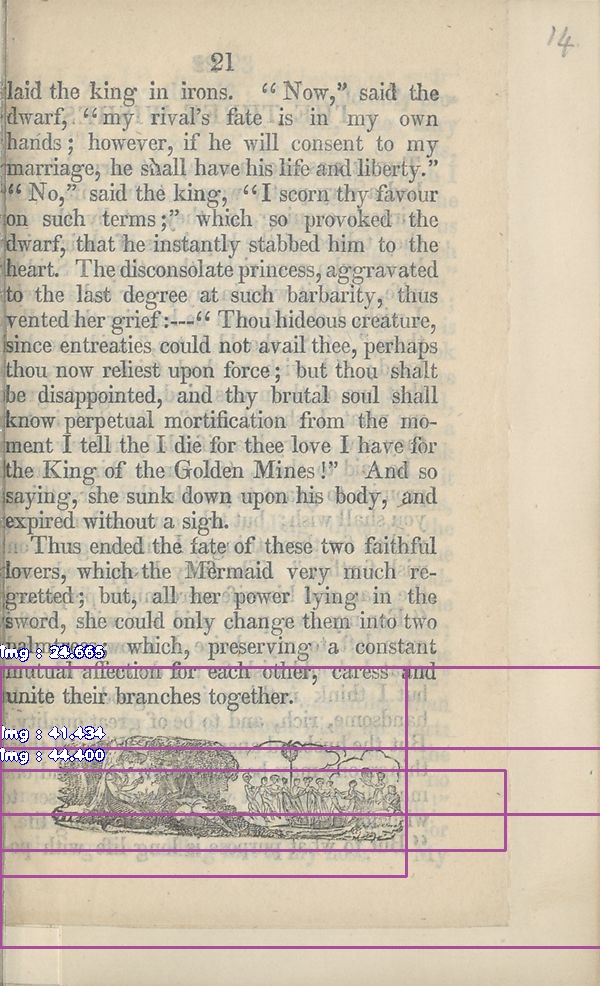 14
21
laid the king in irons. “ Now,” said the
dwarf, “my rival’s fate is in my own
hands ; however, if he will consent to my
marriage, he shall have his life and liberty.”
“ No,” said the king, “I scorn thy favour
on such terms ;” which so provoked the
dwarf, that he instantly stabbed him to the
heart. The disconsolate princess, aggravated
to the last degree at such barbarity, thus
vented her grief :---“ Thou hideous creature,
since entreaties could not avail thee, perhaps
thou now reliest upon force ; but thou shalt
be disappointed, and thy brutal soul shall
know perpetual mortification from the mo-
ment I tell the I die for thee love I have for
the King of the Golden Mines !” And so
saying, she sunk down upon his body, and
expired without a sigh.
Thus ended the fate of these two faithful
lovers, which the Mermaid very much re-
gretted ; but, all her power lying in the
sword, she could only change them into two
which, preserving a constant
img : 24.665
mutual affection for each other, caress and
unite their branches together.
img : 41.434
img : 44.400